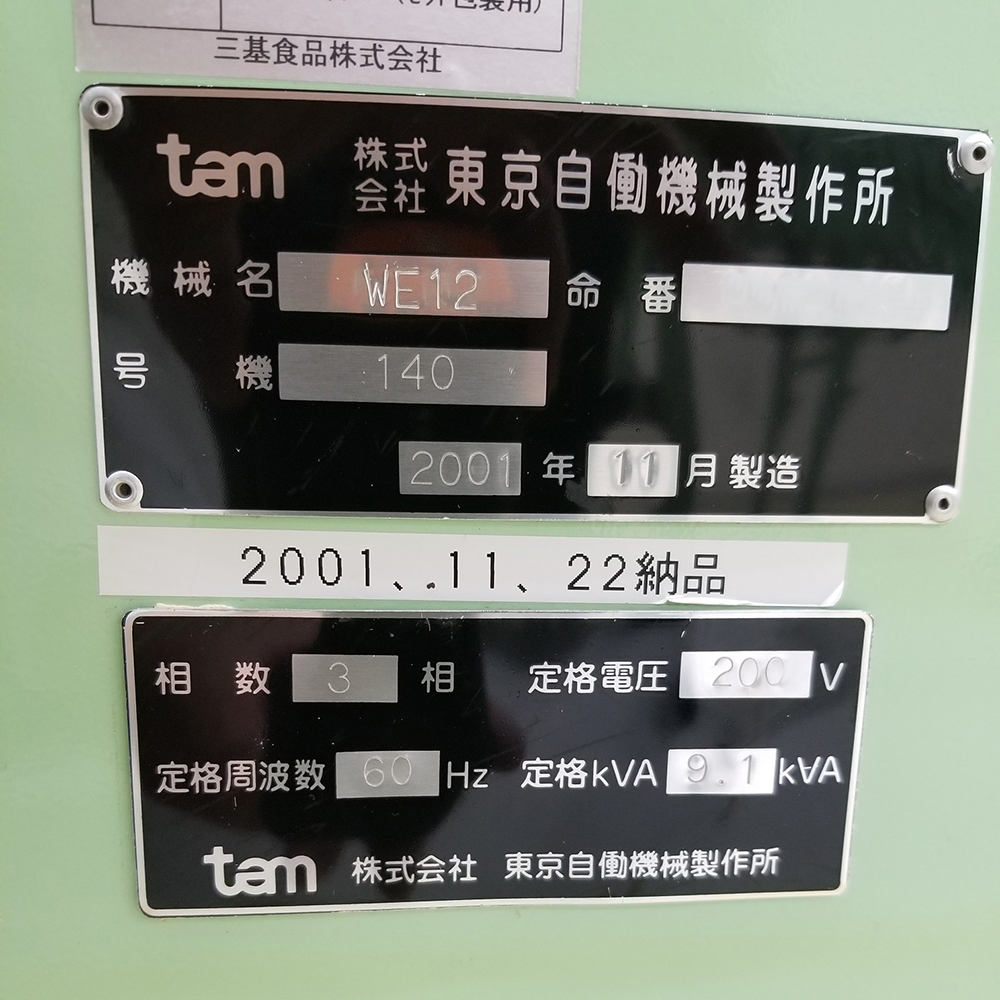 外包装用)
三基食品株式会社
tam 株式会社 東京自働機械製作所
機械名 WE12 命番
号機 140
2001 年 11 月製造
2001、.11、22納品
相数 3 相 定格電圧 200 V
定格周波数 60 Hz 定格kVA 9.1 kVA
tam 株式会社 東京自働機械製作所